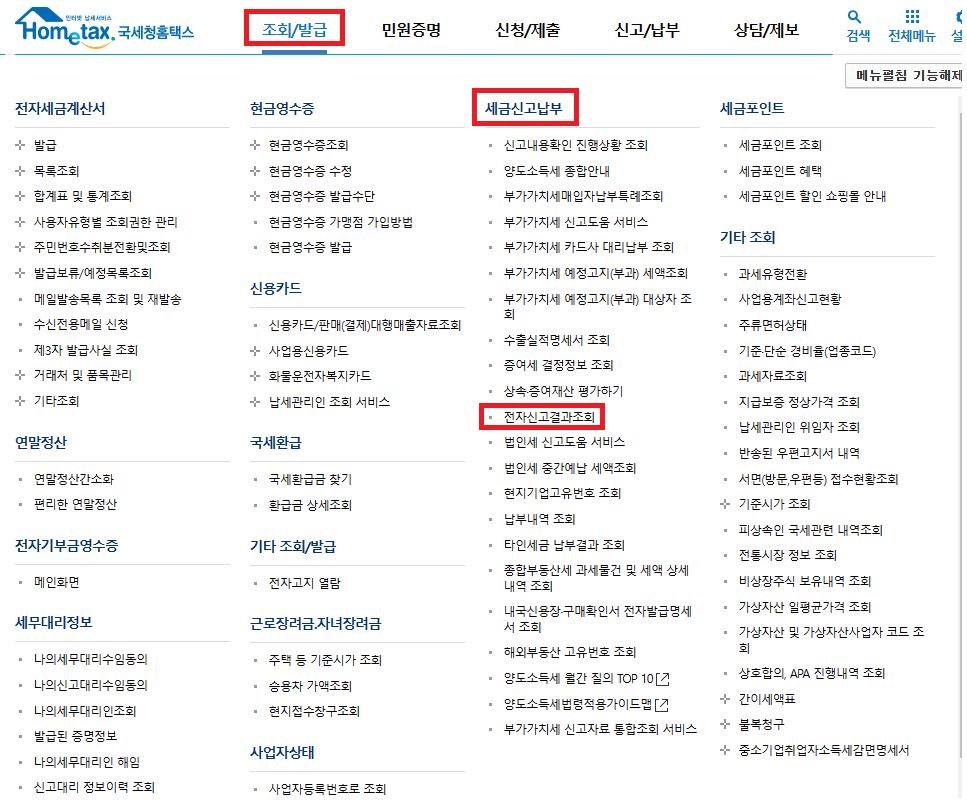 인터넷 납세서비스
Hometax. 국세청홈택스
조회/발급
민원증명
신청/제출
신고/납부
상담/제보
검색
전체메뉴
메뉴펼침 기능해제
전자세금계산서
발급
목록조회
합계표 및 통계조회
사용자유형별 조회권한 관리
주민번호수취분전환및조회
발급보류/예정목록조회
메일발송목록 조회 및 재발송
수신전용메일 신청
제3자 발급사실 조회
거래처 및 품목관리
기타조회
연말정산
연말정산간소화
편리한 연말정산
전자기부금영수증
메인화면
세무대리정보
나의세무대리수임동의
나의신고대리수임동의
나의세무대리인조회
발급된 증명정보
나의세무대리인 해임
신고대리 정보이력 조회
현금영수증
현금영수증조회
현금영수증 수정
현금영수증 발급수단
현금영수증 가맹점 가입방법
현금영수증 발급
신용카드
신용카드/판매(결제)대행매출자료조회
사업용신용카드
화물운전자복지카드
납세관리인 조회 서비스
국세환급
국세환급금 찾기
환급금 상세조회
기타 조회/발급
전자고지 열람
근로장려금.자녀장려금
주택 등 기준시가 조회
승용차 가액조회
현지접수창구조회
사업자상태
사업자등록번호로 조회
세금신고납부
신고내용확인 진행상황 조회
양도소득세 종합안내
부가가치세매입자납부특례조회
부가가치세 신고도움 서비스
부가가치세 카드사 대리납부 조회
부가가치세 예정고지(부과) 세액조회
부가가치세 예정고지(부과) 대상자 조
회
수출실적명세서 조회
증여세 결정정보 조회
상속·증여재산 평가하기
전자신고결과조회
법인세 신고도움 서비스
법인세 중간예납 세액조회
현지기업고유번호 조회
납부내역 조회
타인세금 납부결과 조회
종합부동산세 과세물건 및 세액 상세
내역 조회
내국신용장·구매확인서 전자발급명세
서 조회
해외부동산 고유번호 조회
양도소득세 월간 질의 TOP 10
양도소득세법령적용가이드맵
부가가치세 신고자료 통합조회 서비스
세금포인트
세금포인트 조회
세금포인트 혜택
세금포인트 할인 쇼핑몰 안내
기타 조회
과세유형전환
사업용계좌신고현황
주류면허상태
기준·단순 경비율(업종코드)
과세자료조회
지급보증 정상가격 조회
납세관리인 위임자 조회
반송된 우편고지서 내역
서면(방문,우편등) 접수현황조회
기준시가 조회
피상속인 국세관련 내역조회
전통시장 정보 조회
비상장주식 보유내역 조회
가상자산 일평균가격 조회
가상자산 및 가상자산사업자 코드 조
회
상호합의, APA 진행내역 조회
간이세액표
불복청구
중소기업취업자소득세감면명세서